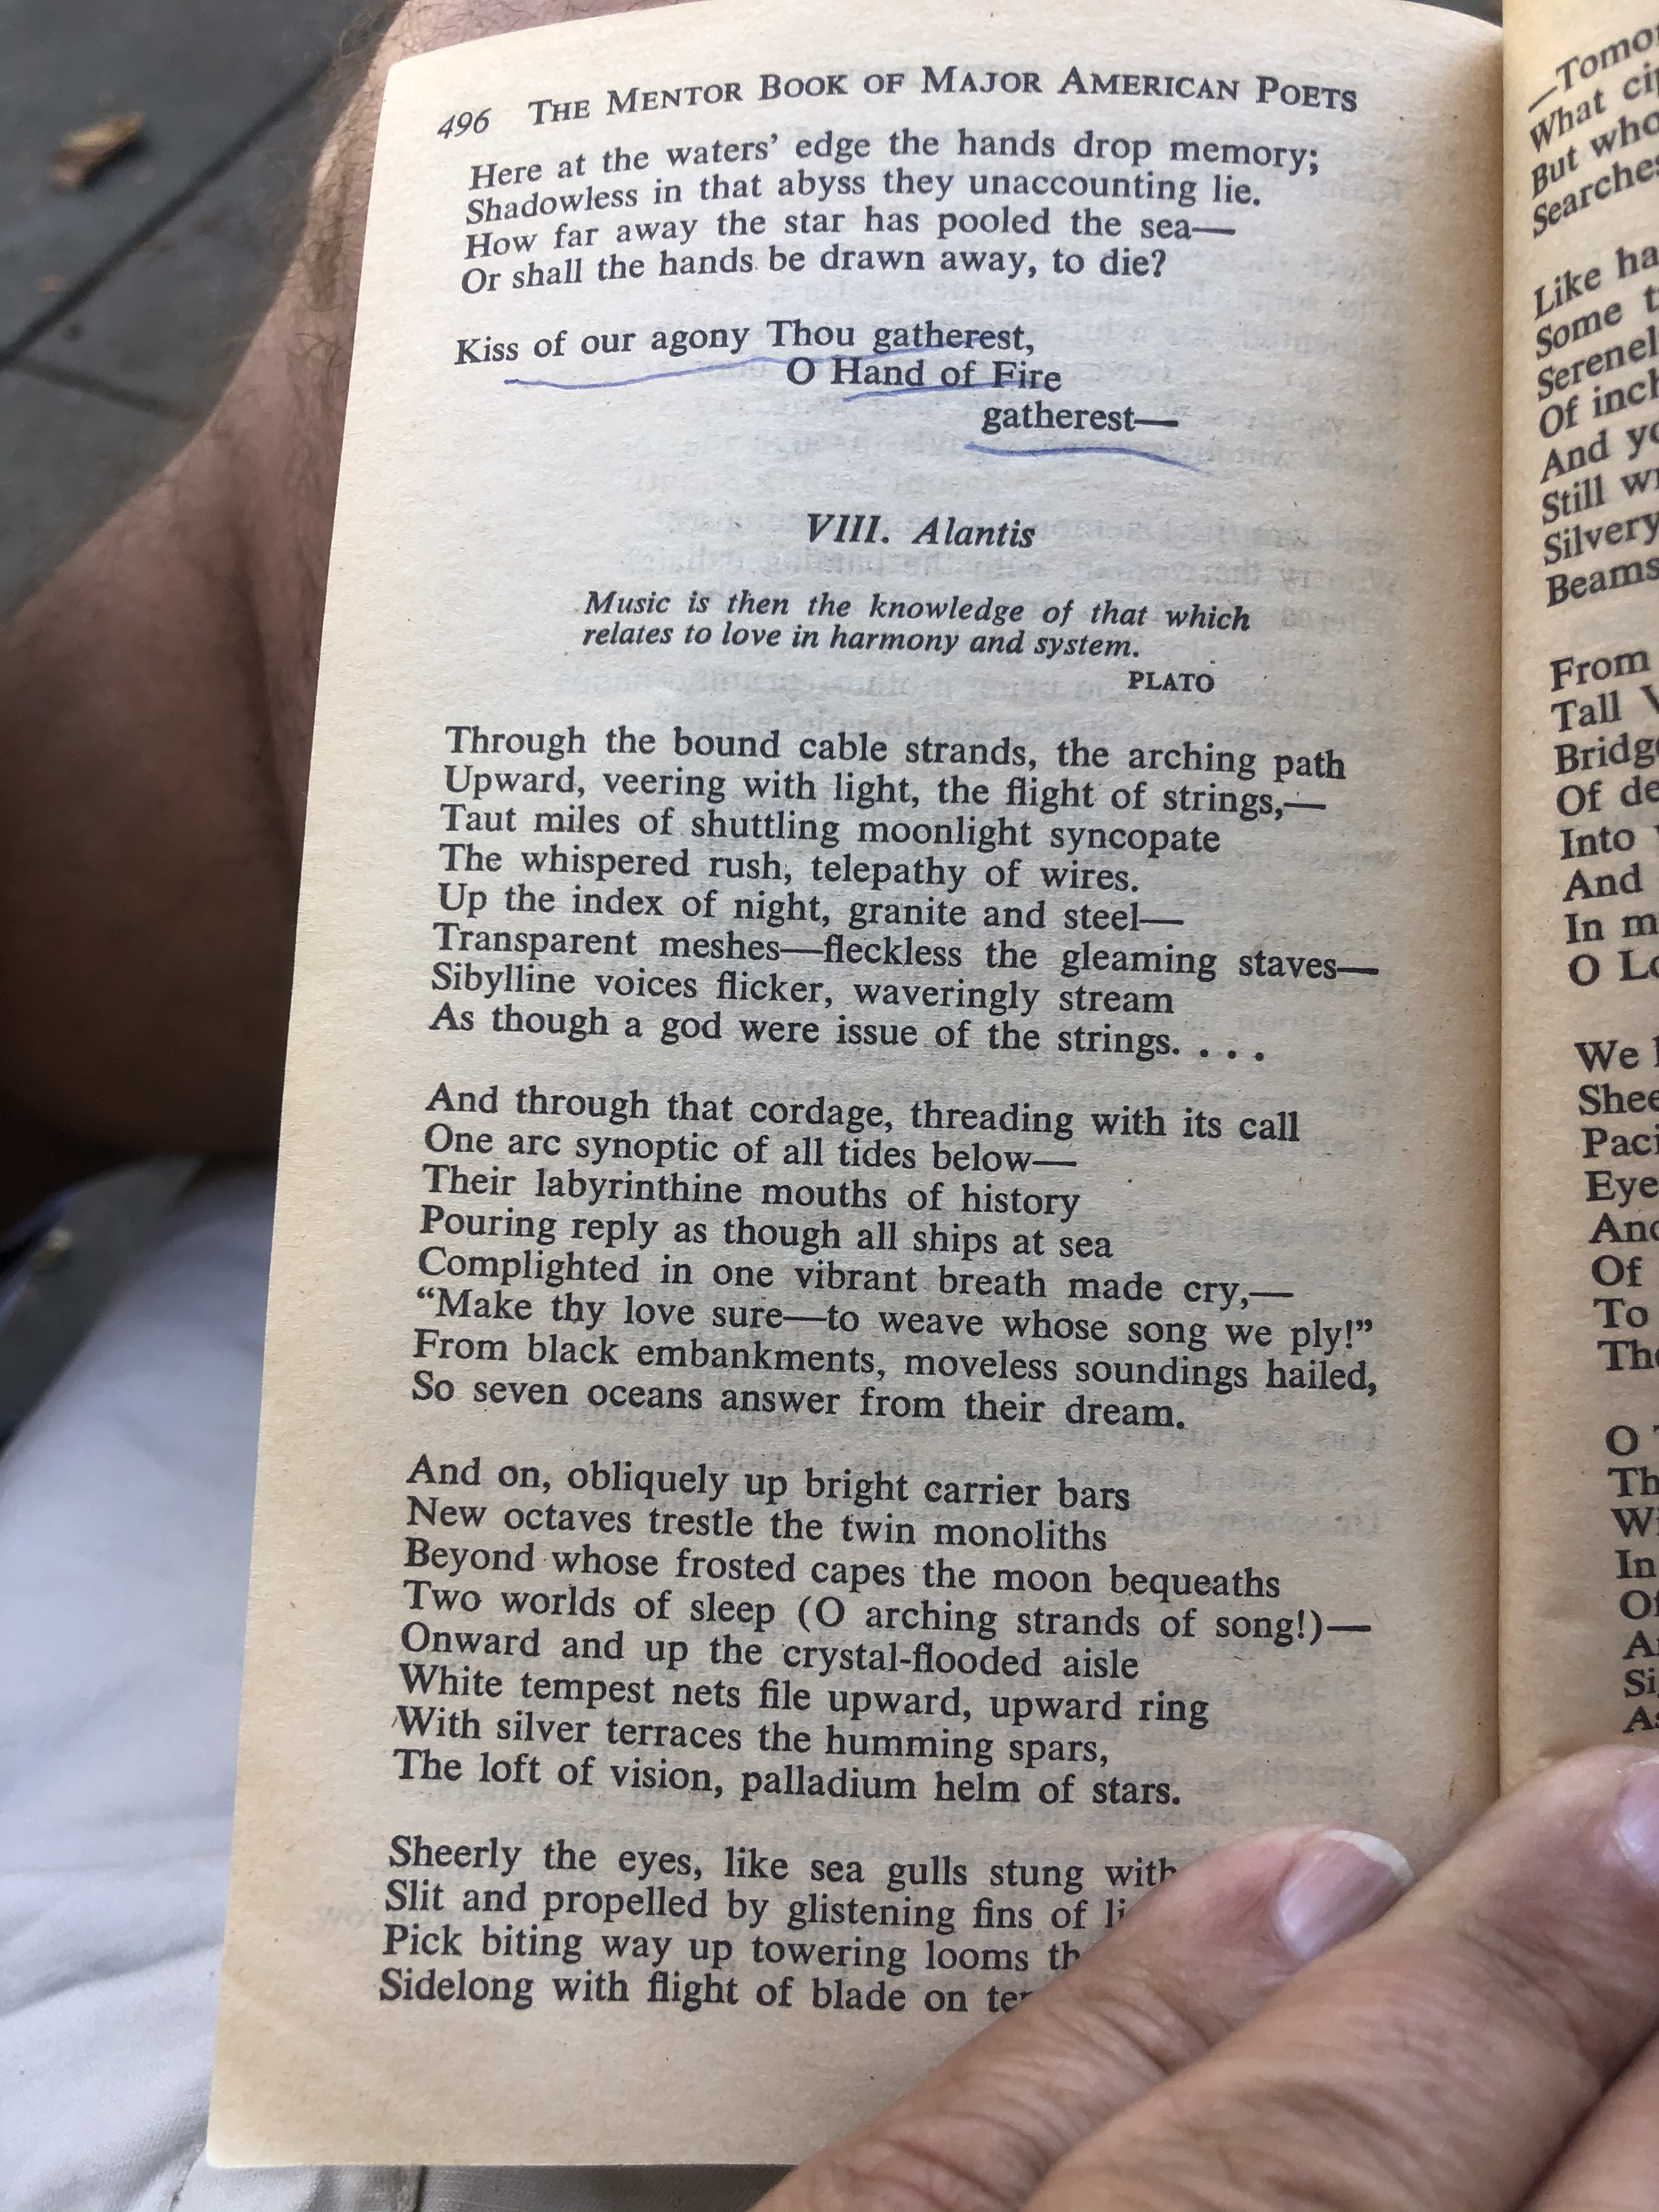 496 THE MENTOR BOOK OF MAJOR AMERICAN POETS
Here at the waters' edge the hands drop memory;
Shadowless in that abyss they unaccounting lie.
How far away the star has pooled the sea—
Or shall the hands be drawn away, to die?
Kiss of our agony Thou gatherest,
O Hand of Fire
gatherest—
VIII. Alantis
Music is then the knowledge of that which
relates to love in harmony and system.
PLATO
Through the bound cable strands, the arching path
Upward, veering with light, the flight of strings,—
Taut miles of shuttling moonlight syncopate
The whispered rush, telepathy of wires.
Up the index of night, granite and steel—
Transparent meshes—fleckless the gleaming staves—
Sibylline voices flicker, waveringly stream
As though a god were issue of the strings. . . .
And through that cordage, threading with its call
One arc synoptic of all tides below—
Their labyrinthine mouths of history
Pouring reply as though all ships at sea
Complighted in one vibrant breath made cry,—
“Make thy love sure—to weave whose song we ply!”
From black embankments, moveless soundings hailed,
So seven oceans answer from their dream.
And on, obliquely up bright carrier bars
New octaves trestle the twin monoliths
Beyond whose frosted capes the moon bequeaths
Two worlds of sleep (O arching strands of song!)—
Onward and up the crystal-flooded aisle
White tempest nets file upward, upward ring
With silver terraces the humming spars,
The loft of vision, palladium helm of stars.
Sheerly the eyes, like sea gulls stung with
Slit and propelled by glistening fins of
Pick biting way up towering looms
Sidelong with flight of blade on
—Tomor
What
But who
Searches
Like
Some
Serenel
Of inch
And
Still
Silvery
Beams
From
Tall
Bridge
Of
Into
And
In
O
We
Shee
Paci
Eye
And
Of
To
The
O
Th
Wi
In
Of